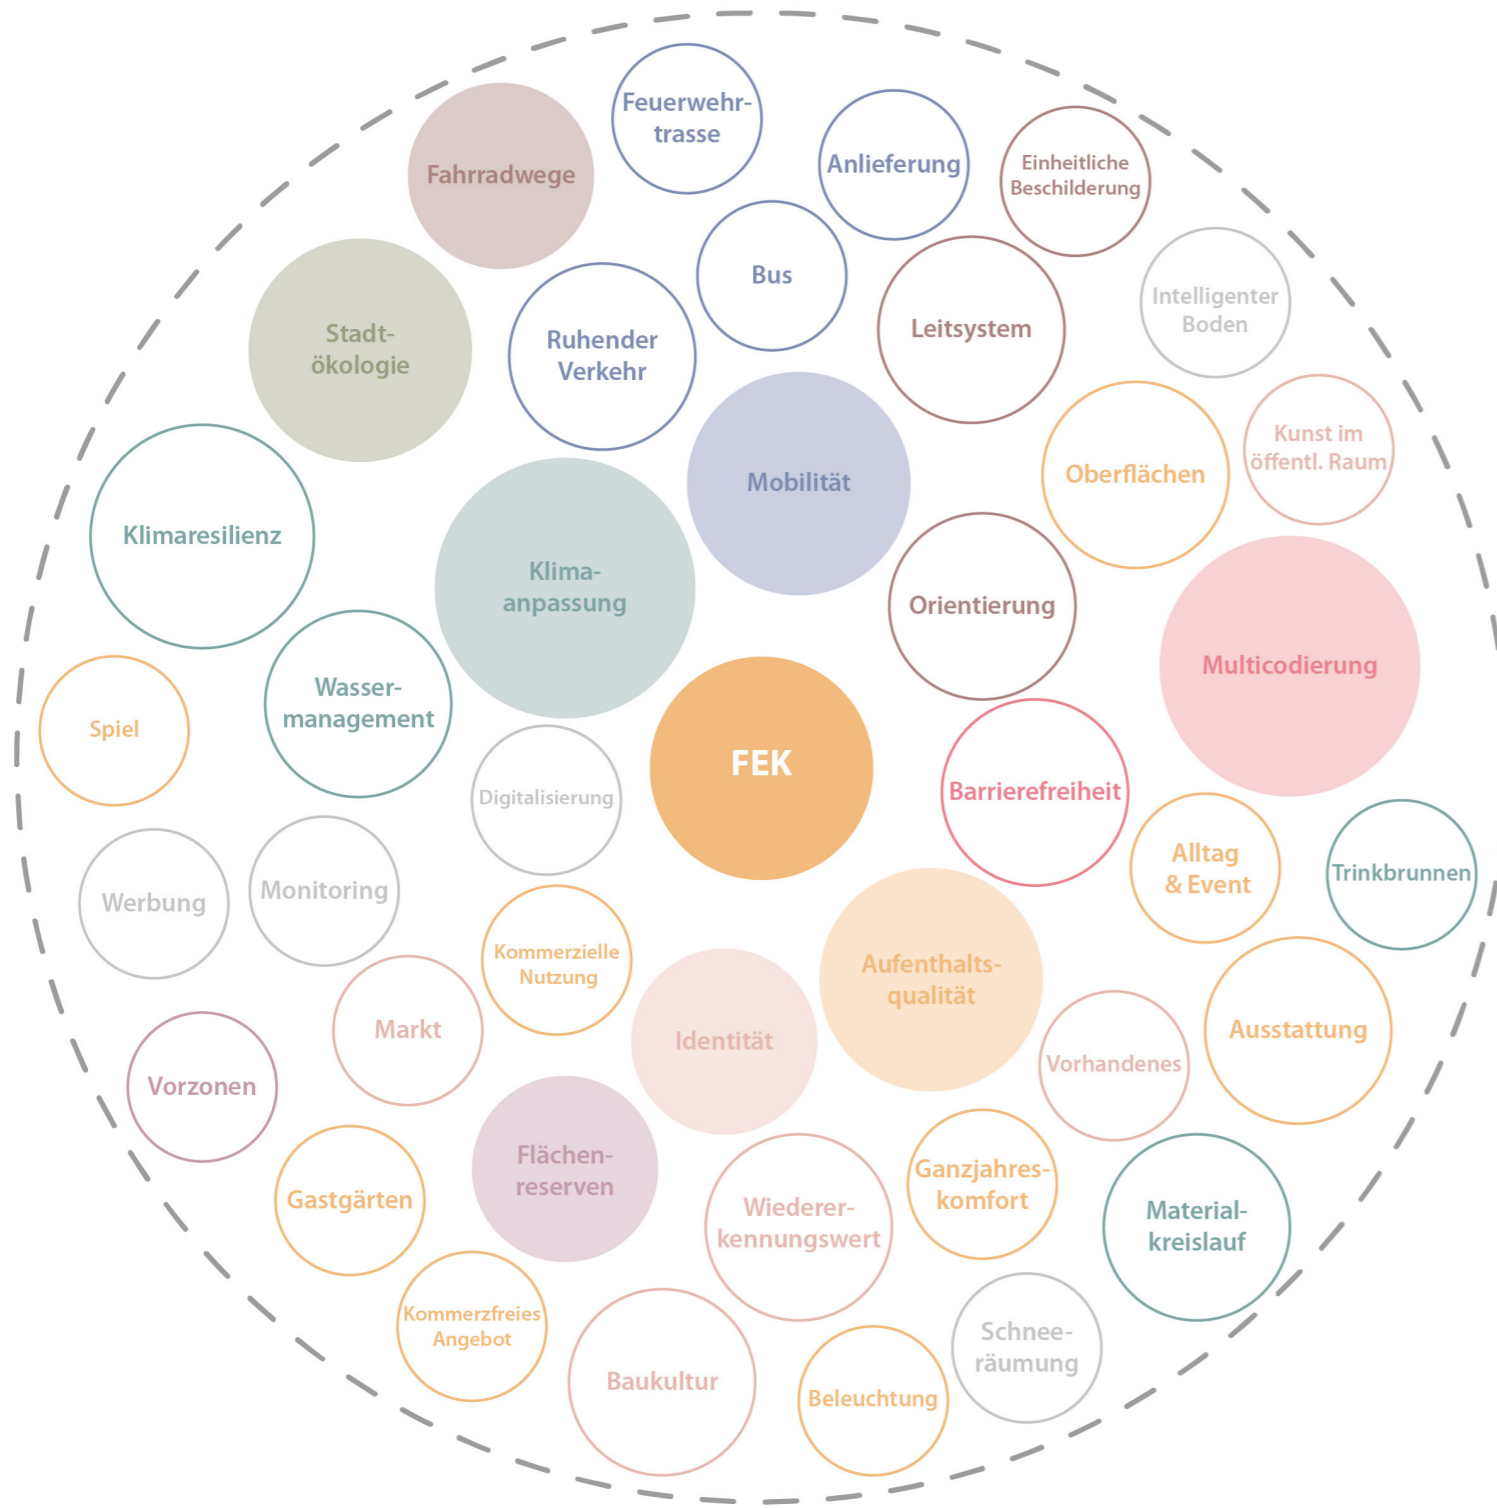 Feuerwehr-
trasse
Fahrradwege
Anlieferung
Einheitliche
Beschilderung
Bus
Intelligenter
Boden
Stadt-
ökologie
Ruhender
Verkehr
Leitsystem
Kunst im
öffentl. Raum
Mobilität
Oberflächen
Klimaresilienz
Klima-
anpassung
Orientierung
Multicodierung
Wasser-
management
Spiel
FEK
Digitalisierung
Barrierefreiheit
Alltag
& Event
Trinkbrunnen
Werbung
Monitoring
Kommerzielle
Nutzung
Aufenthalts-
qualität
Markt
Identität
Ausstattung
Vorhandenes
Vorzonen
Flächen-
reserven
Ganzjahres-
komfort
Gastgärten
Wiederer-
kennungswert
Material-
kreislauf
Kommerzfreies
Angebot
Schnee-
räumung
Baukultur
Beleuchtung